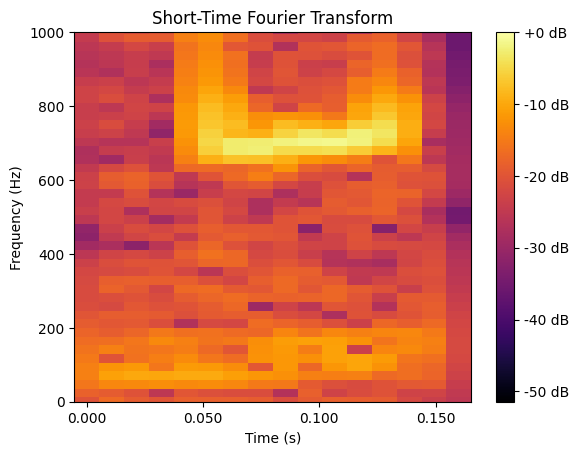 Short-Time Fourier Transform
1000
800
600
400
200
0
Frequency (Hz)
0.000
0.050
0.100
0.150
Time (s)
+0 dB
-10 dB
-20 dB
-30 dB
-40 dB
-50 dB